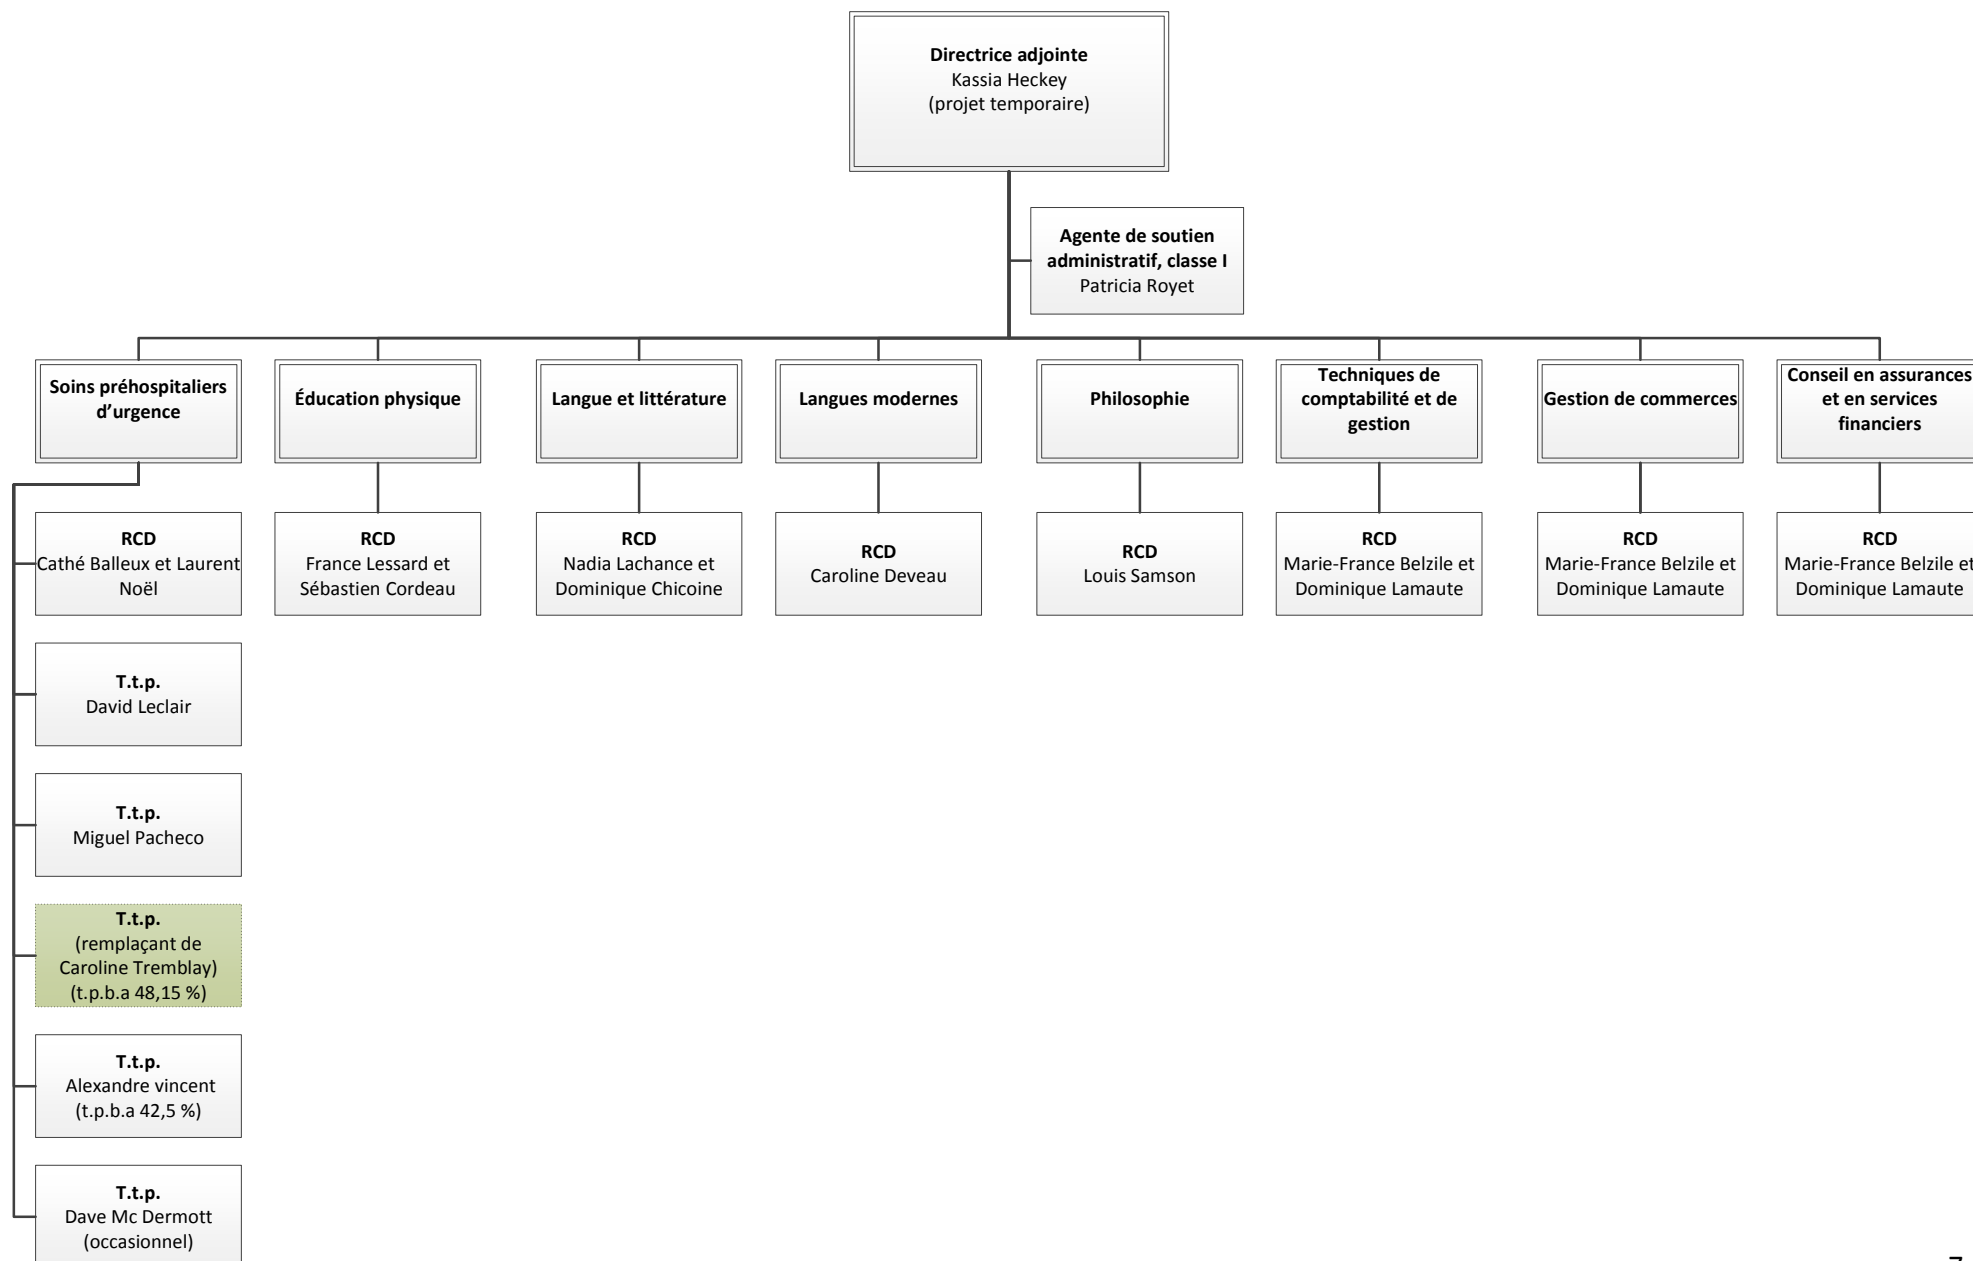 Directrice adjointe
Kassia Heckey
(projet temporaire)
Agente de soutien
administratif, classe I
Patricia Royet
Soins préhospitaliers
d’urgence
Éducation physique
Langue et littérature
Langues modernes
Philosophie
Techniques de
comptabilité et de
gestion
Gestion de commerces
Conseil en assurances
et en services
financiers
RCD
Cathé Balleux et Laurent
Noël
RCD
France Lessard et
Sébastien Cordeau
RCD
Nadia Lachance et
Dominique Chicoine
RCD
Caroline Deveau
RCD
Louis Samson
RCD
Marie-France Belzile et
Dominique Lamaute
RCD
Marie-France Belzile et
Dominique Lamaute
RCD
Marie-France Belzile et
Dominique Lamaute
T.t.p.
David Leclair
T.t.p.
Miguel Pacheco
T.t.p.
(remplaçant de
Caroline Tremblay)
(t.p.b.a 48,15 %)
T.t.p.
Alexandre vincent
(t.p.b.a 42,5 %)
T.t.p.
Dave Mc Dermott
(occasionnel)